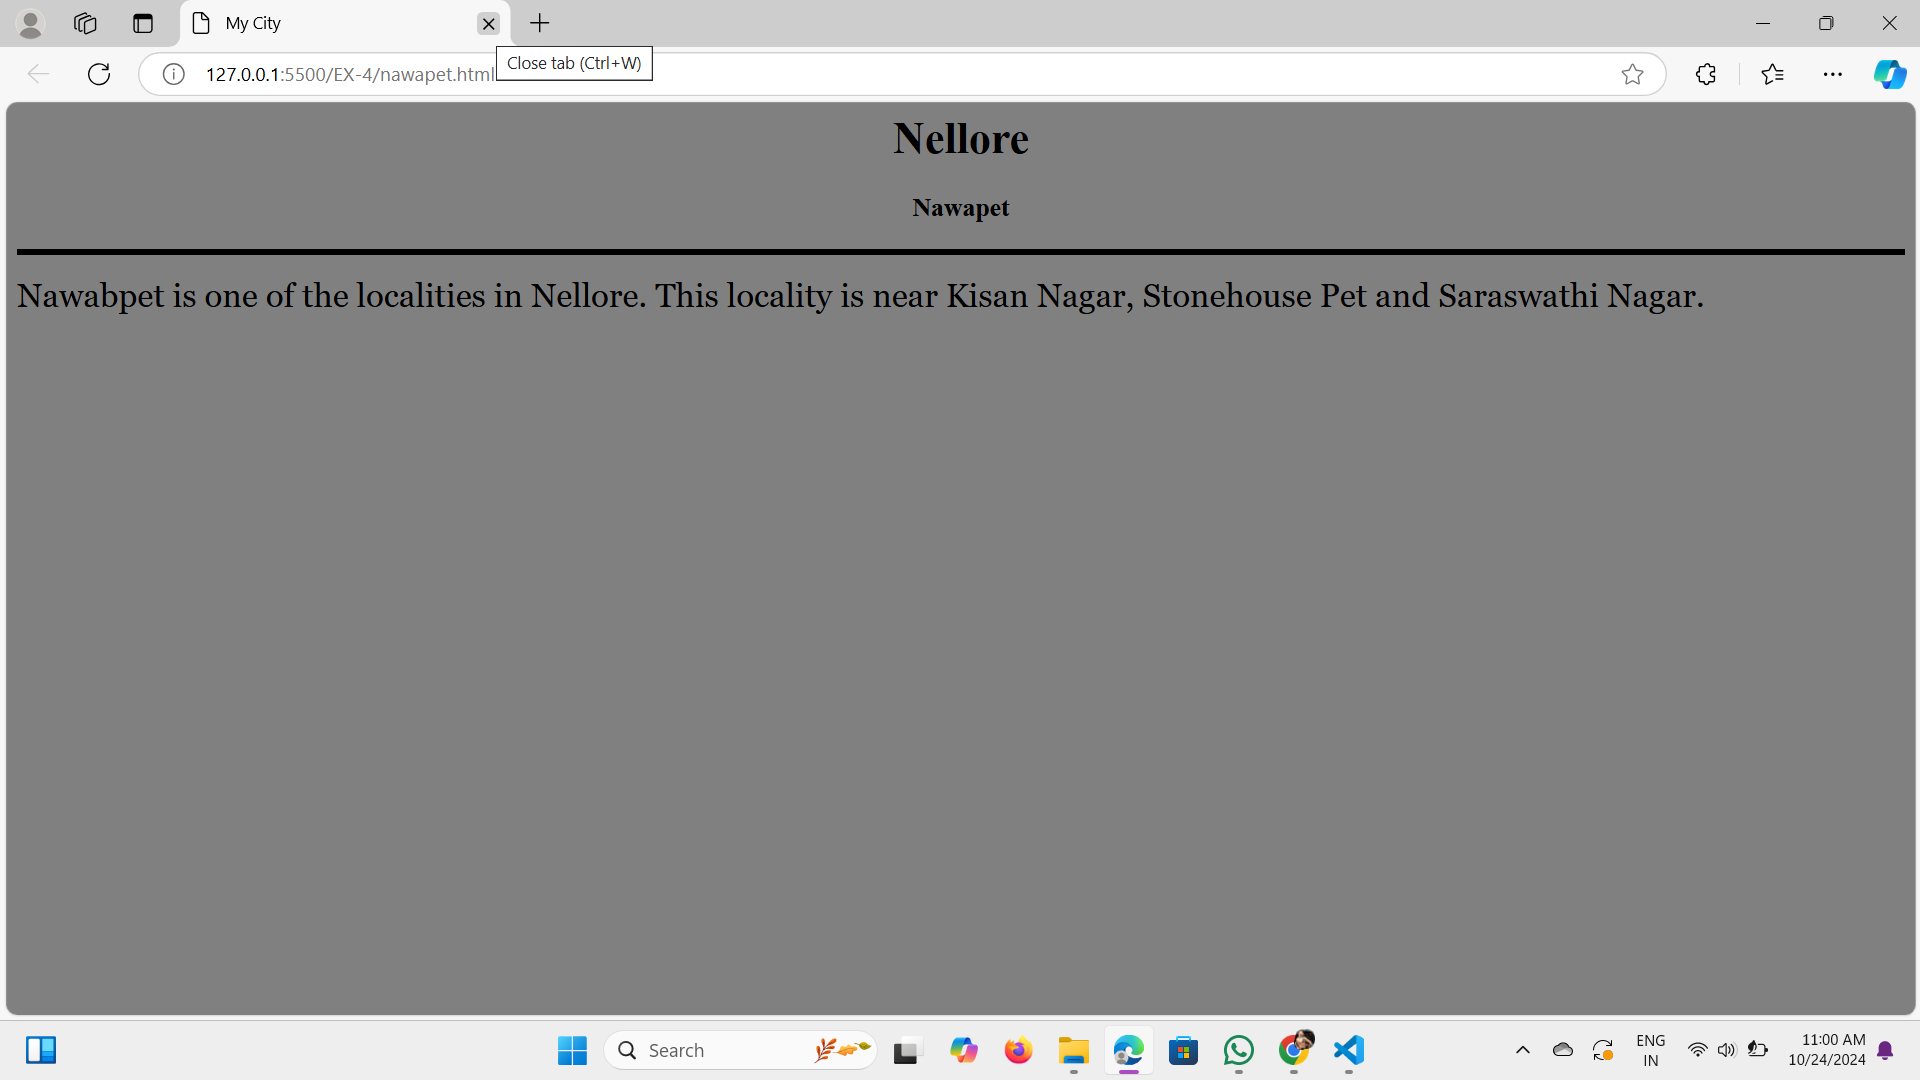 My City
Close tab (Ctrl+W)
127.0.0.1:5500/EX-4/nawapet.html
Nellore
Nawapet
Nawabpet is one of the localities in Nellore. This locality is near Kisan Nagar, Stonehouse Pet and Saraswathi Nagar.
Search
ENG
IN
11:00 AM
10/24/2024